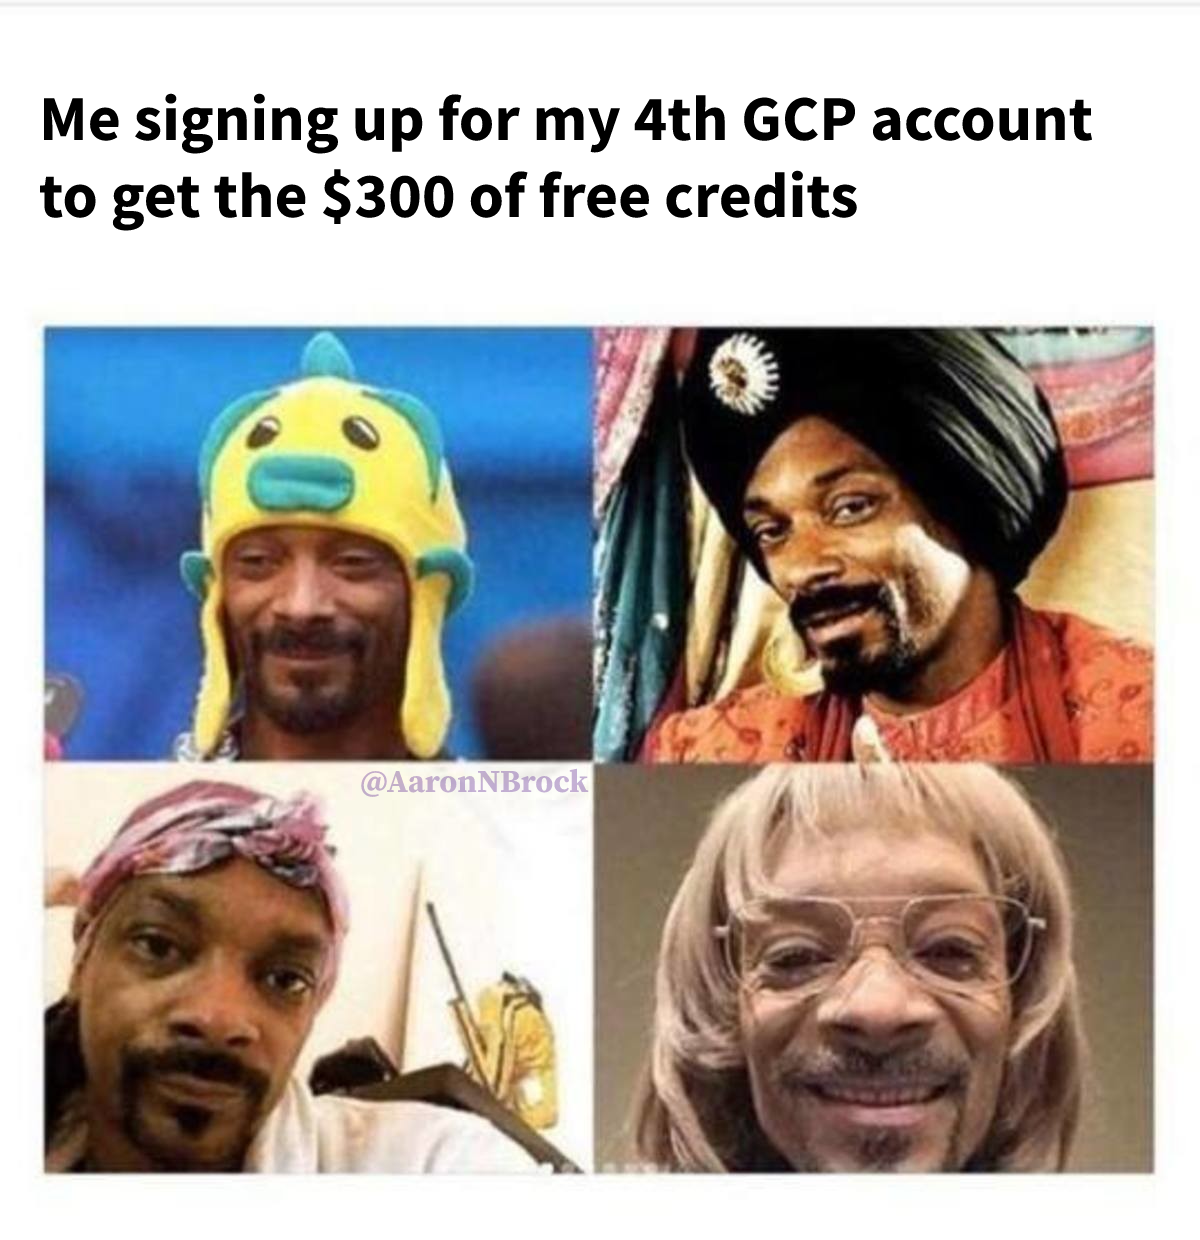 Me signing up for my 4th GCP account
to get the $300 of free credits
@AaronNBrock